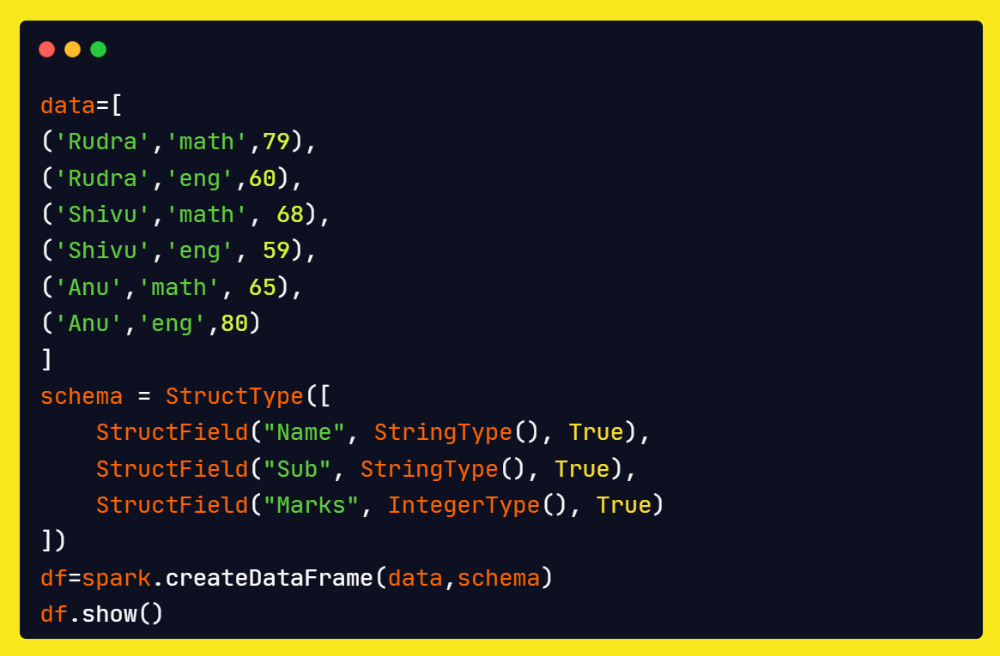 data=[
('Rudra','math',79),
('Rudra','eng',60),
('Shivu','math', 68),
('Shivu','eng', 59),
('Anu','math', 65),
('Anu','eng',80)
]
schema = StructType([
    StructField("Name", StringType(), True),
    StructField("Sub", StringType(), True),
    StructField("Marks", IntegerType(), True)
])
df=spark.createDataFrame(data,schema)
df.show()